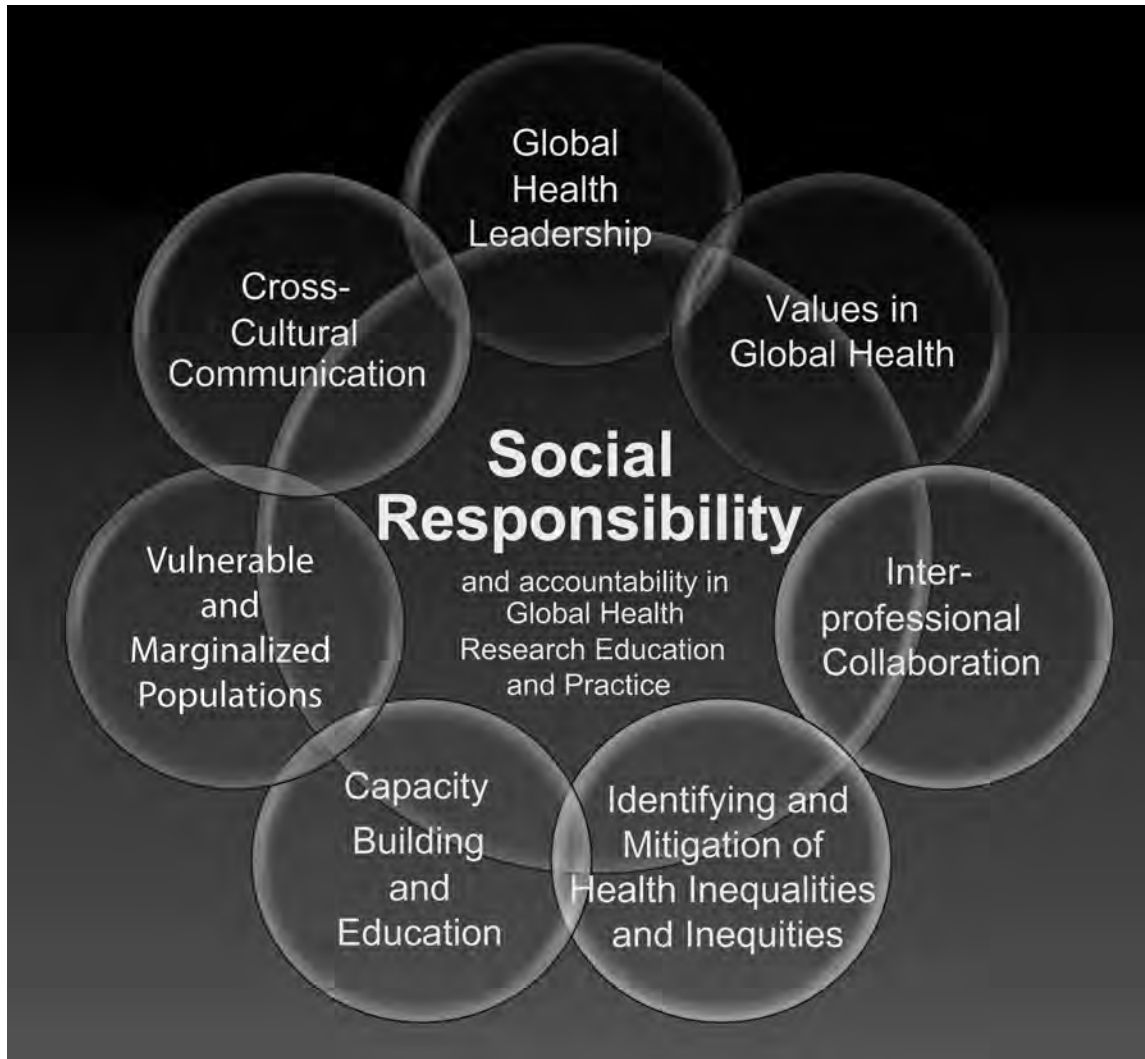 Global
Health
Leadership
Cross-
Cultural
Communication
Values in
Global Health
Social
Responsibility
and accountability in
Global Health
Research Education
and Practice
Vulnerable
and
Marginalized
Populations
Inter-
professional
Collaboration
Capacity
Building
and
Education
Identifying and
Mitigation of
Health Inequalities
and Inequities